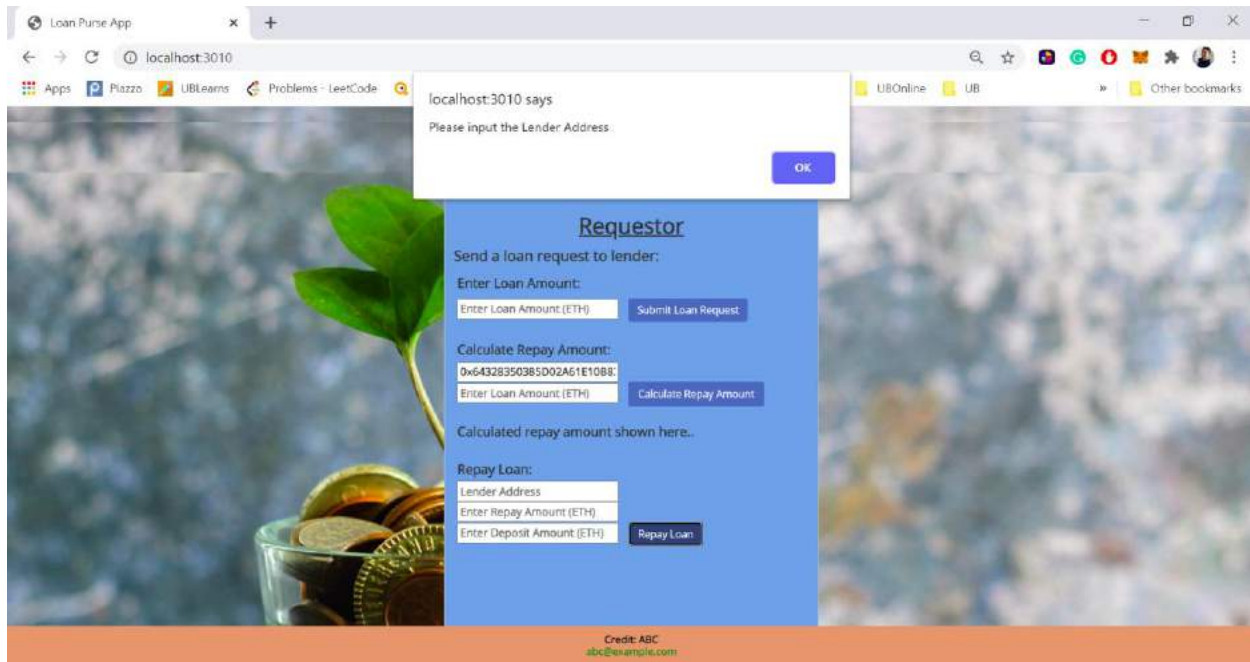 Loan Purse App
localhost:3010
Apps Piazza UBLearns Problems - LeetCode UBOnline UB » Other bookmarks
localhost:3010 says
Please input the Lender Address
OK
Requestor
Send a loan request to lender:
Enter Loan Amount:
Enter Loan Amount (ETH) Submit Loan Request
Calculate Repay Amount:
Enter Loan Amount (ETH) Calculate Repay Amount
Calculated repay amount shown here..
Repay Loan:
Lender Address
Enter Repay Amount (ETH)
Enter Deposit Amount (ETH) Repay Loan
Credit: ABC
abc@example.com